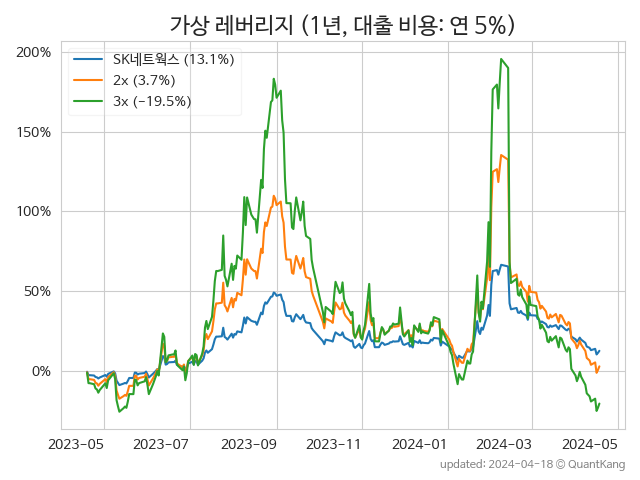 가상 레버리지 (1년, 대출 비용: 연 5%)
SK네트웍스 (13.1%)
2x (3.7%)
3x (−19.5%)
200%
150%
100%
50%
0%
2023-05 2023-07 2023-09 2023-11 2024-01 2024-03 2024-05
updated: 2024-04-18 © QuantKang